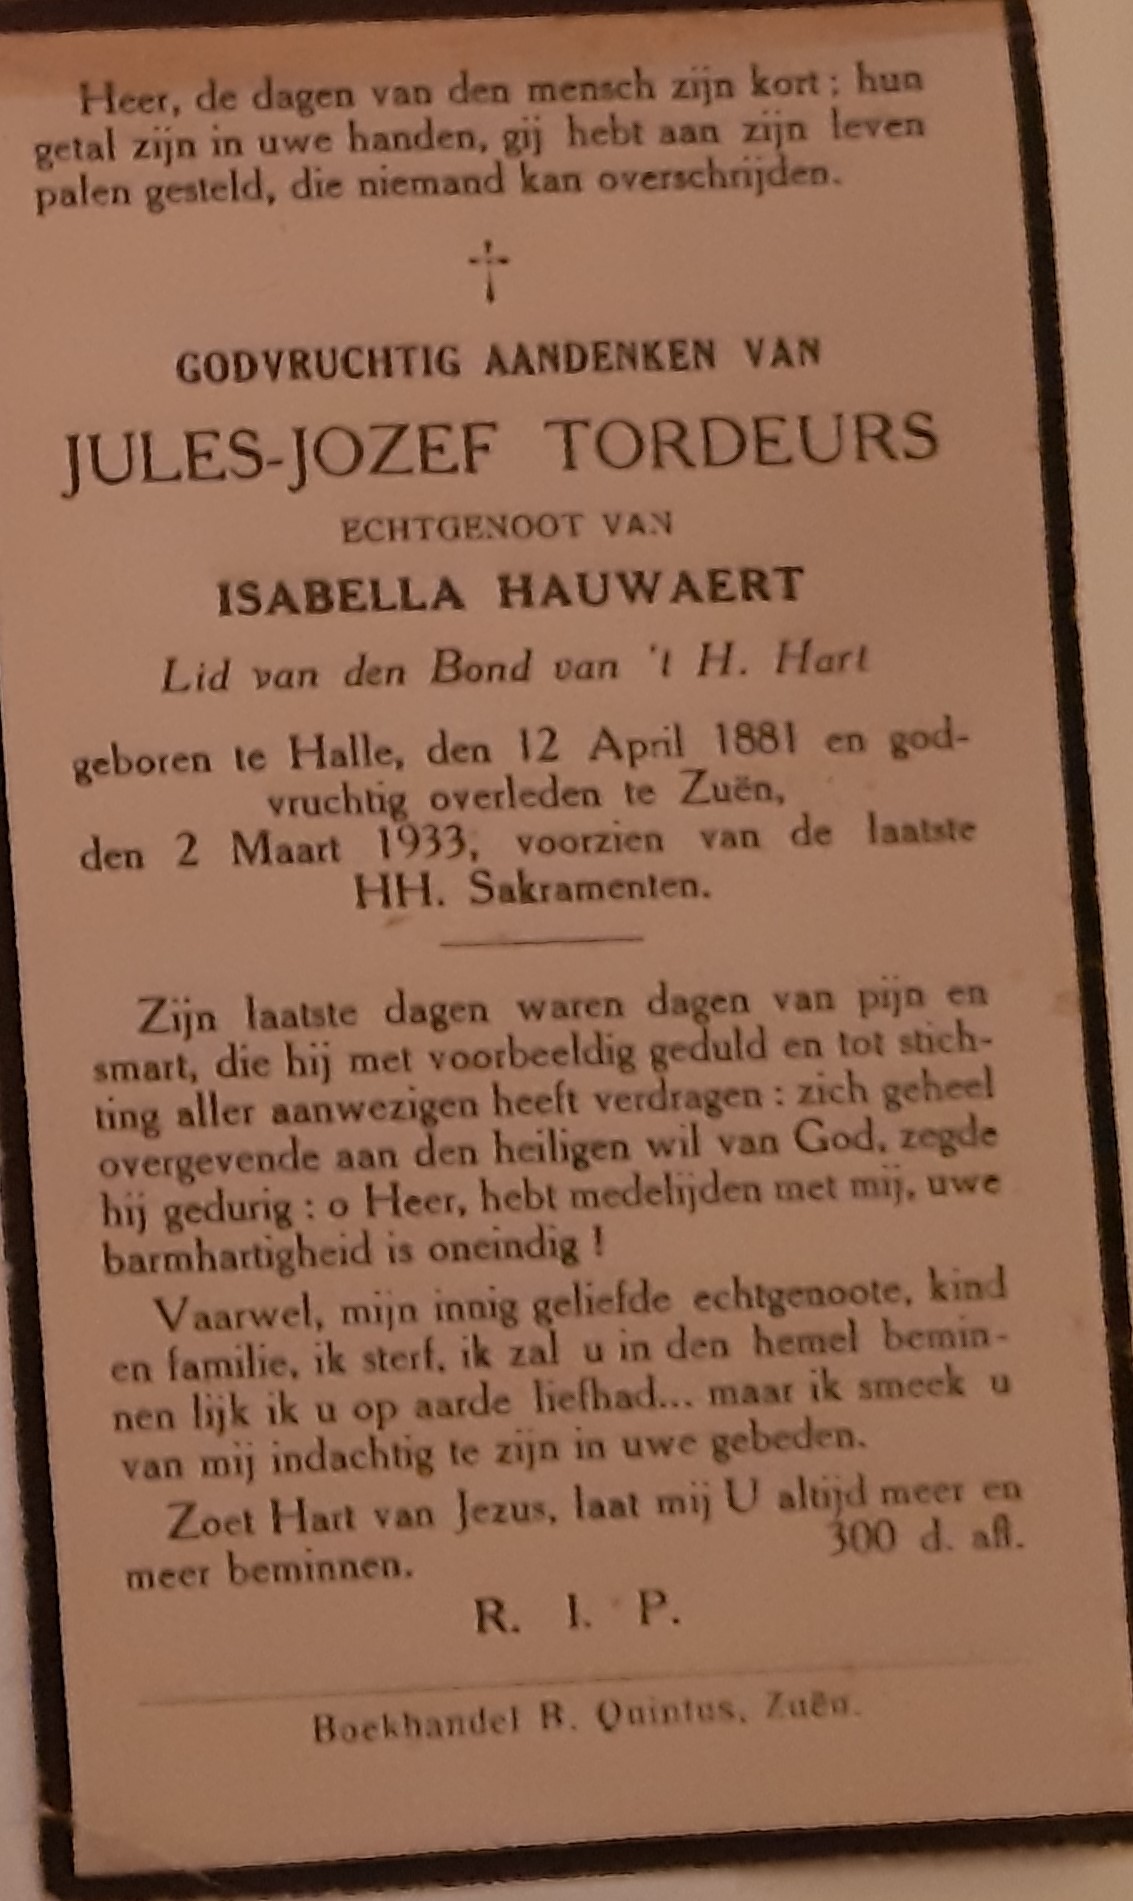 Heer, de dagen van den mensch zijn kort ; hun
getal zijn in uwe handen, gij hebt aan zijn leven
palen gesteld, die niemand kan overschrijden.
GODVRUCHTIG AANDENKEN VAN
JULES-JOZEF TORDEURS
ECHTGENOOT VAN
ISABELLA HAUWAERT
Lid van den Bond van 't H. Hart
geboren te Halle, den 12 April 1881 en god-
vruchtig overleden te Zuën,
den 2 Maart 1933, voorzien van de laatste
HH. Sakramenten.
Zijn laatste dagen waren dagen van pijn en
smart, die hij met voorbeeldig geduld en tot stich-
ting aller aanwezigen heeft verdragen : zich geheel
overgevende aan den heiligen wil van God, zegde
hij gedurig : o Heer, hebt medelijden met mij, uwe
barmhartigheid is oneindig !
Vaarwel, mijn innig geliefde echtgenoote, kind
en familie, ik sterf, ik zal u in den hemel bemin-
nen lijk ik u op aarde liefhad... maar ik smeek u
van mij indachtig te zijn in uwe gebeden.
Zoet Hart van Jezus, laat mij U altijd meer en
meer beminnen. 300 d. afl.
R. I. P.
Boekhandel R. Quintus, Zuën.